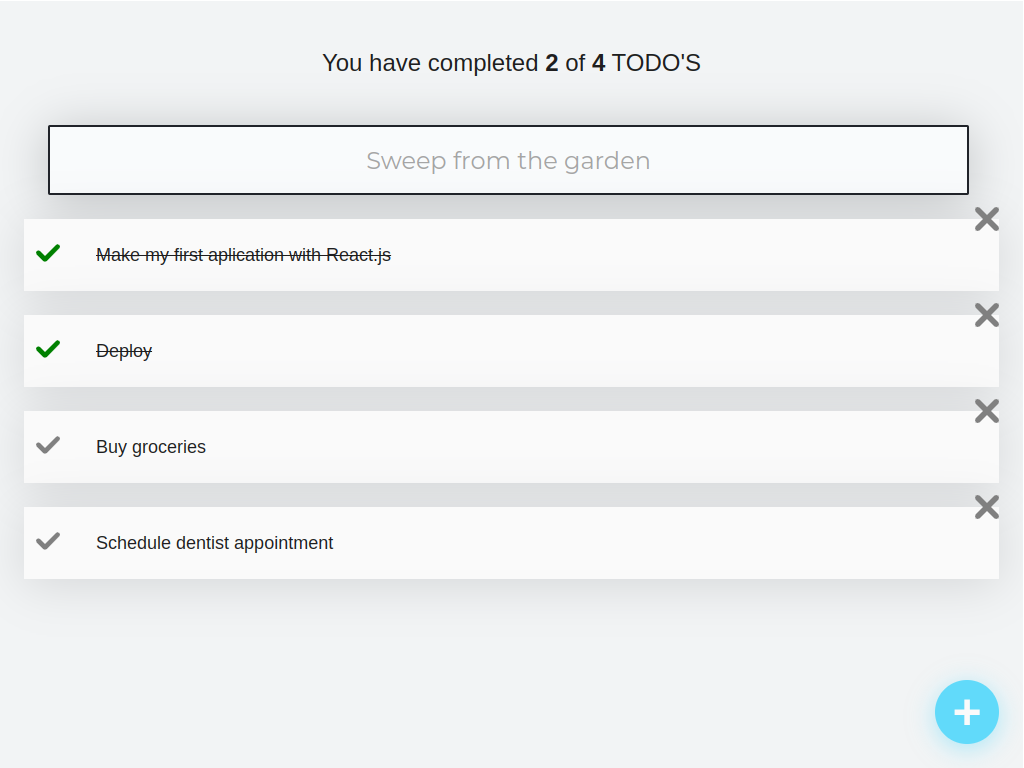 You have completed 2 of 4 TODO'S
Sweep from the garden
Make my first aplication with React.js
Deploy
Buy groceries
Schedule dentist appointment